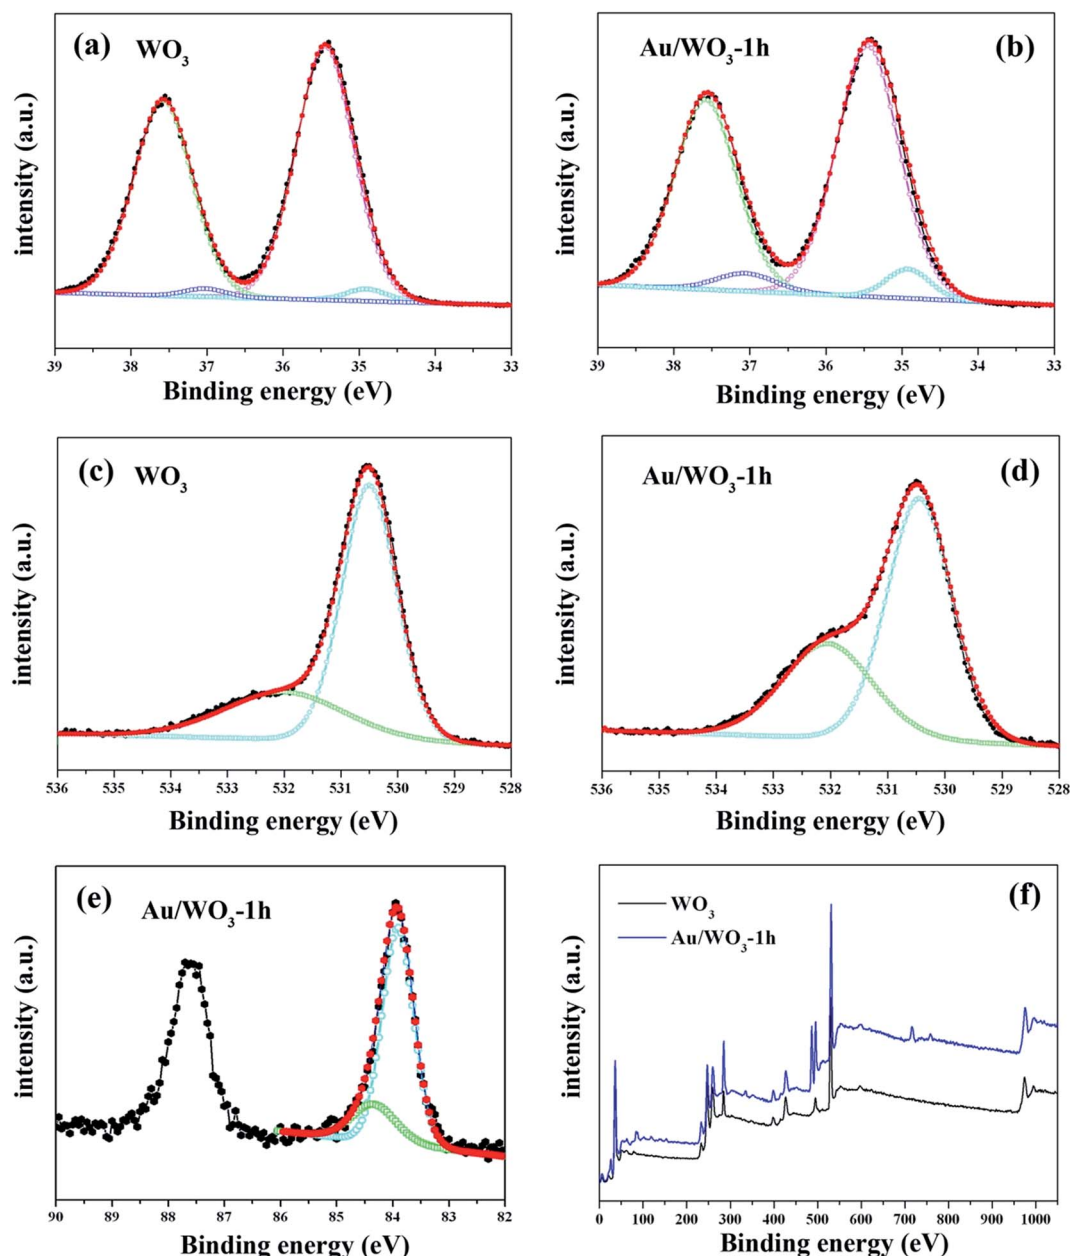 (a) WO3
intensity (a.u.)
39 38 37 36 35 34 33
Binding energy (eV)
Au/WO3-1h (b)
intensity (a.u.)
39 38 37 36 35 34 33
Binding energy (eV)
(c) WO3
intensity (a.u.)
536 535 534 533 532 531 530 529 528
Binding energy (eV)
Au/WO3-1h (d)
intensity (a.u.)
536 535 534 533 532 531 530 529 528
Binding energy (eV)
(e) Au/WO3-1h
intensity (a.u.)
90 89 88 87 86 85 84 83 82
Binding energy (eV)
(f)
WO3
Au/WO3-1h
intensity (a.u.)
0 100 200 300 400 500 600 700 800 900 1000
Binding energy (eV)